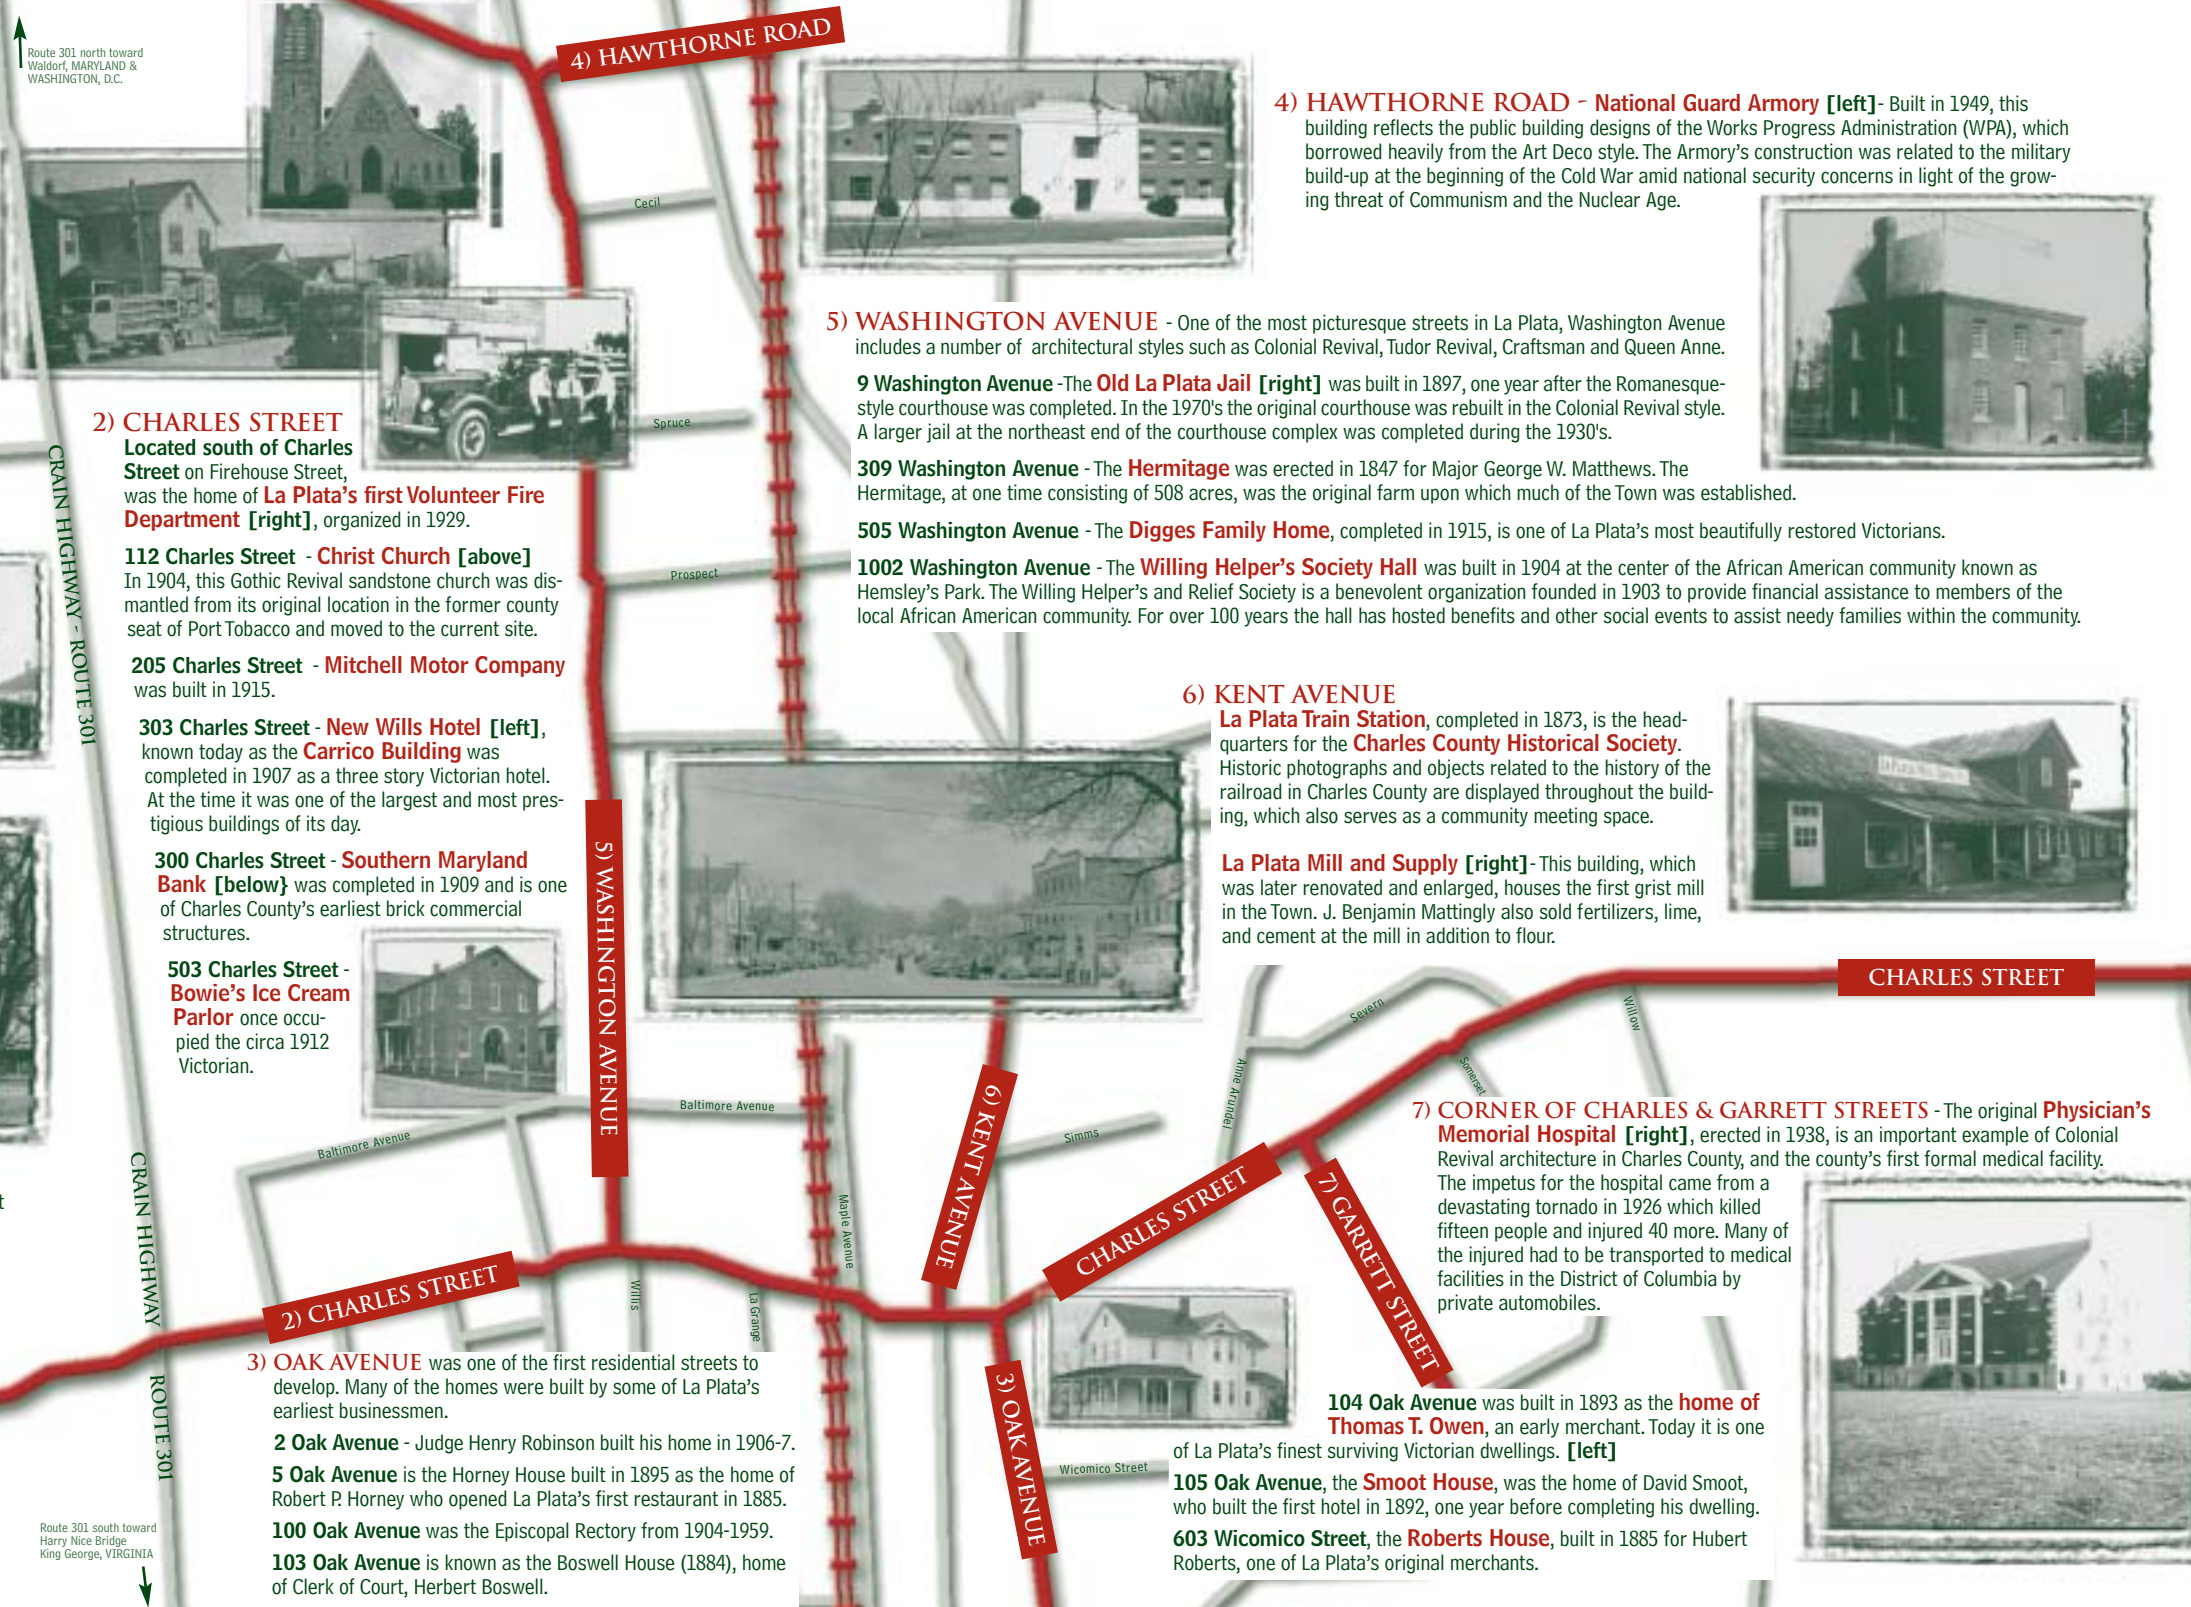 Route 301 north toward
Waldorf, MARYLAND &
WASHINGTON, D.C.
4) HAWTHORNE ROAD
Cecil
Spruce
Prospect
CRAIN HIGHWAY - ROUTE 301
2) CHARLES STREET
Located south of Charles
Street on Firehouse Street,
was the home of La Plata's first Volunteer Fire
Department [right], organized in 1929.
112 Charles Street - Christ Church [above]
In 1904, this Gothic Revival sandstone church was dis-
mantled from its original location in the former county
seat of Port Tobacco and moved to the current site.
205 Charles Street - Mitchell Motor Company
was built in 1915.
303 Charles Street - New Wills Hotel [left],
known today as the Carrico Building was
completed in 1907 as a three story Victorian hotel.
At the time it was one of the largest and most pres-
tigious buildings of its day.
300 Charles Street - Southern Maryland
Bank [below} was completed in 1909 and is one
of Charles County's earliest brick commercial
structures.
503 Charles Street -
Bowie's Ice Cream
Parlor once occu-
pied the circa 1912
Victorian.
4) HAWTHORNE ROAD - National Guard Armory [left]- Built in 1949, this
building reflects the public building designs of the Works Progress Administration (WPA), which
borrowed heavily from the Art Deco style. The Armory's construction was related to the military
build-up at the beginning of the Cold War amid national security concerns in light of the grow-
ing threat of Communism and the Nuclear Age.
5) WASHINGTON AVENUE - One of the most picturesque streets in La Plata, Washington Avenue
includes a number of architectural styles such as Colonial Revival, Tudor Revival, Craftsman and Queen Anne.
9 Washington Avenue -The Old La Plata Jail [right] was built in 1897, one year after the Romanesque-
style courthouse was completed. In the 1970's the original courthouse was rebuilt in the Colonial Revival style.
A larger jail at the northeast end of the courthouse complex was completed during the 1930's.
309 Washington Avenue - The Hermitage was erected in 1847 for Major George W. Matthews. The
Hermitage, at one time consisting of 508 acres, was the original farm upon which much of the Town was established.
505 Washington Avenue - The Digges Family Home, completed in 1915, is one of La Plata's most beautifully restored Victorians.
1002 Washington Avenue - The Willing Helper's Society Hall was built in 1904 at the center of the African American community known as
Hemsley's Park. The Willing Helper's and Relief Society is a benevolent organization founded in 1903 to provide financial assistance to members of the
local African American community. For over 100 years the hall has hosted benefits and other social events to assist needy families within the community.
6) KENT AVENUE
La Plata Train Station, completed in 1873, is the head-
quarters for the Charles County Historical Society.
Historic photographs and objects related to the history of the
railroad in Charles County are displayed throughout the build-
ing, which also serves as a community meeting space.
La Plata Mill and Supply [right]- This building, which
was later renovated and enlarged, houses the first grist mill
in the Town. J. Benjamin Mattingly also sold fertilizers, lime,
and cement at the mill in addition to flour.
5) WASHINGTON AVENUE
CHARLES STREET
Severn
Willow
Somerset
Anne Arundel
Baltimore Avenue
Baltimore Avenue
Simms
6) KENT AVENUE
Maple Avenue
CHARLES STREET
7) GARRETT STREET
7) CORNER OF CHARLES & GARRETT STREETS - The original Physician's
Memorial Hospital [right], erected in 1938, is an important example of Colonial
Revival architecture in Charles County, and the county's first formal medical facility.
The impetus for the hospital came from a
devastating tornado in 1926 which killed
fifteen people and injured 40 more. Many of
the injured had to be transported to medical
facilities in the District of Columbia by
private automobiles.
t
CRAIN HIGHWAY
ROUTE 301
2) CHARLES STREET
Willis
La Grange
3) OAK AVENUE
Wicomico Street
3) OAK AVENUE was one of the first residential streets to
develop. Many of the homes were built by some of La Plata's
earliest businessmen.
2 Oak Avenue - Judge Henry Robinson built his home in 1906-7.
5 Oak Avenue is the Horney House built in 1895 as the home of
Robert P. Horney who opened La Plata's first restaurant in 1885.
100 Oak Avenue was the Episcopal Rectory from 1904-1959.
103 Oak Avenue is known as the Boswell House (1884), home
of Clerk of Court, Herbert Boswell.
104 Oak Avenue was built in 1893 as the home of
Thomas T. Owen, an early merchant. Today it is one
of La Plata's finest surviving Victorian dwellings. [left]
105 Oak Avenue, the Smoot House, was the home of David Smoot,
who built the first hotel in 1892, one year before completing his dwelling.
603 Wicomico Street, the Roberts House, built in 1885 for Hubert
Roberts, one of La Plata's original merchants.
Route 301 south toward
Harry Nice Bridge
King George, VIRGINIA